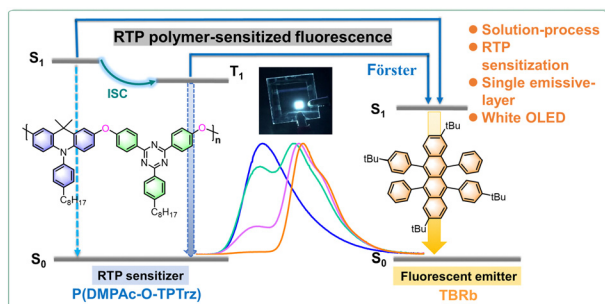 RTP polymer-sensitized fluorescence
Solution-process
RTP
sensitization
Single emissive-
layer
White OLED
S1
ISC
T1
Förster
S1
O
O
n
N
N
N
N
C8H17
C8H17
tBu
tBu
tBu
tBu
S0
S0
RTP sensitizer
P(DMPAc-O-TPTrz)
Fluorescent emitter
TBRb